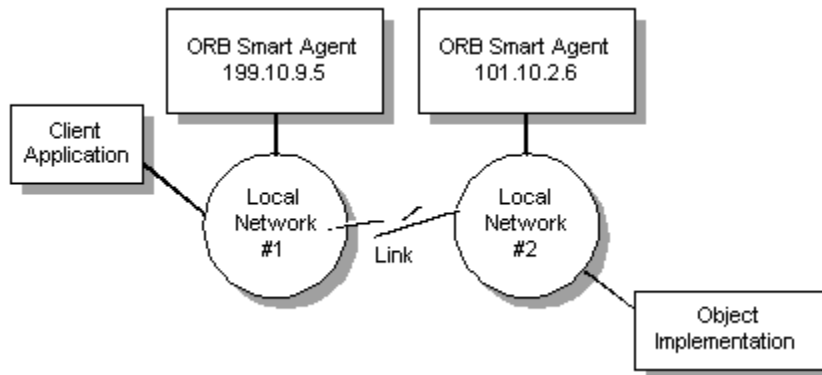 ORB Smart Agent
199.10.9.5
ORB Smart Agent
101.10.2.6
Client
Application
Local
Network
#1
Link
Local
Network
#2
Object
Implementation